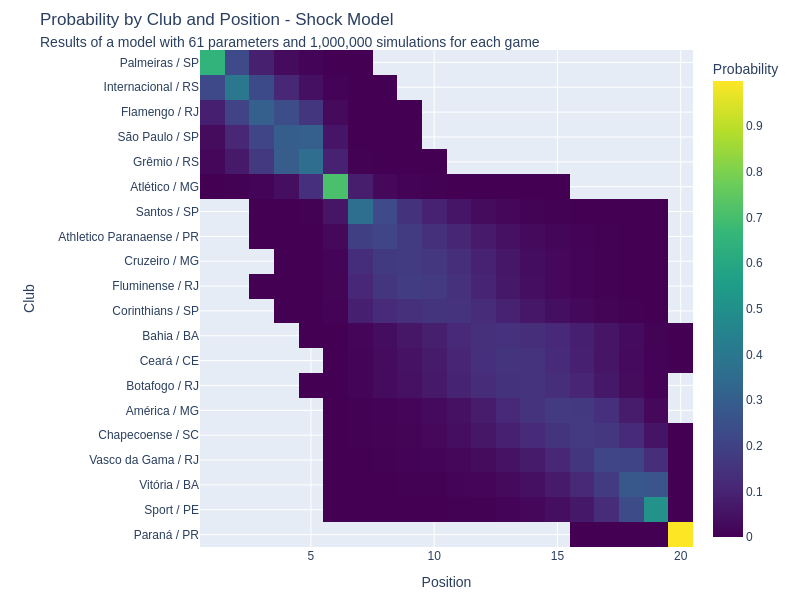 Probability by Club and Position - Shock Model
Results of a model with 61 parameters and 1,000,000 simulations for each game
Palmeiras / SP
Internacional / RS
Flamengo / RJ
São Paulo / SP
Grêmio / RS
Atlético / MG
Santos / SP
Athletico Paranaense / PR
Cruzeiro / MG
Fluminense / RJ
Corinthians / SP
Bahia / BA
Ceará / CE
Botafogo / RJ
América / MG
Chapecoense / SC
Vasco da Gama / RJ
Vitória / BA
Sport / PE
Paraná / PR
Club
5
10
15
20
Position
Probability
0.9
0.8
0.7
0.6
0.5
0.4
0.3
0.2
0.1
0